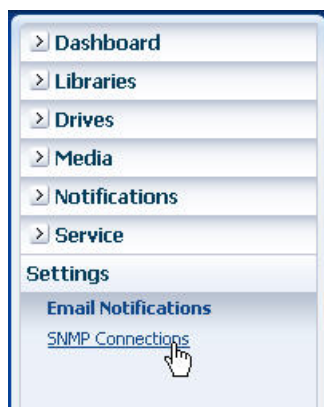 Dashboard
Libraries
Drives
Media
Notifications
Service
Settings
Email Notifications
SNMP Connections